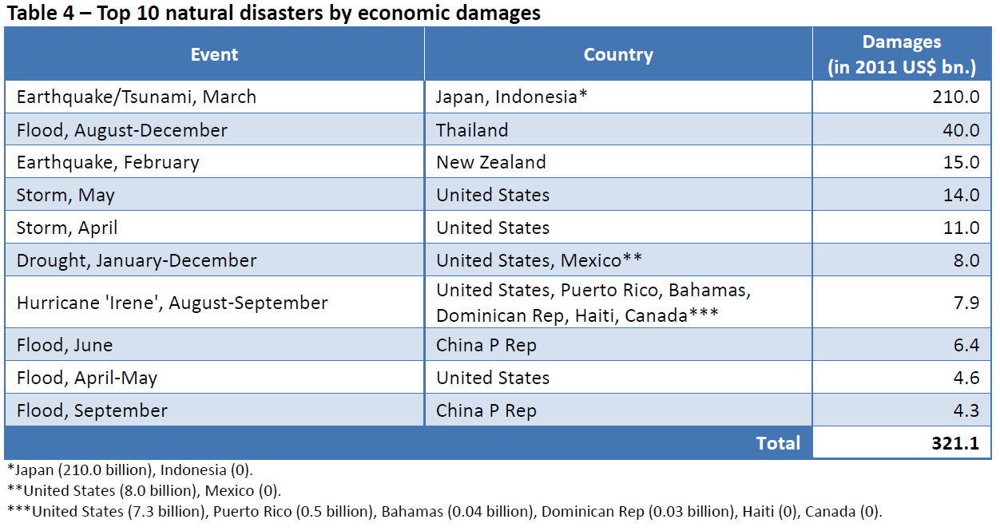 Table 4 – Top 10 natural disasters by economic damages
Event Country Damages
(in 2011 US$ bn.)
Earthquake/Tsunami, March Japan, Indonesia* 210.0
Flood, August-December Thailand 40.0
Earthquake, February New Zealand 15.0
Storm, May United States 14.0
Storm, April United States 11.0
Drought, January-December United States, Mexico** 8.0
Hurricane 'Irene', August-September United States, Puerto Rico, Bahamas,
Dominican Rep, Haiti, Canada*** 7.9
Flood, June China P Rep 6.4
Flood, April-May United States 4.6
Flood, September China P Rep 4.3
Total 321.1
*Japan (210.0 billion), Indonesia (0).
**United States (8.0 billion), Mexico (0).
***United States (7.3 billion), Puerto Rico (0.5 billion), Bahamas (0.04 billion), Dominican Rep (0.03 billion), Haiti (0), Canada (0).